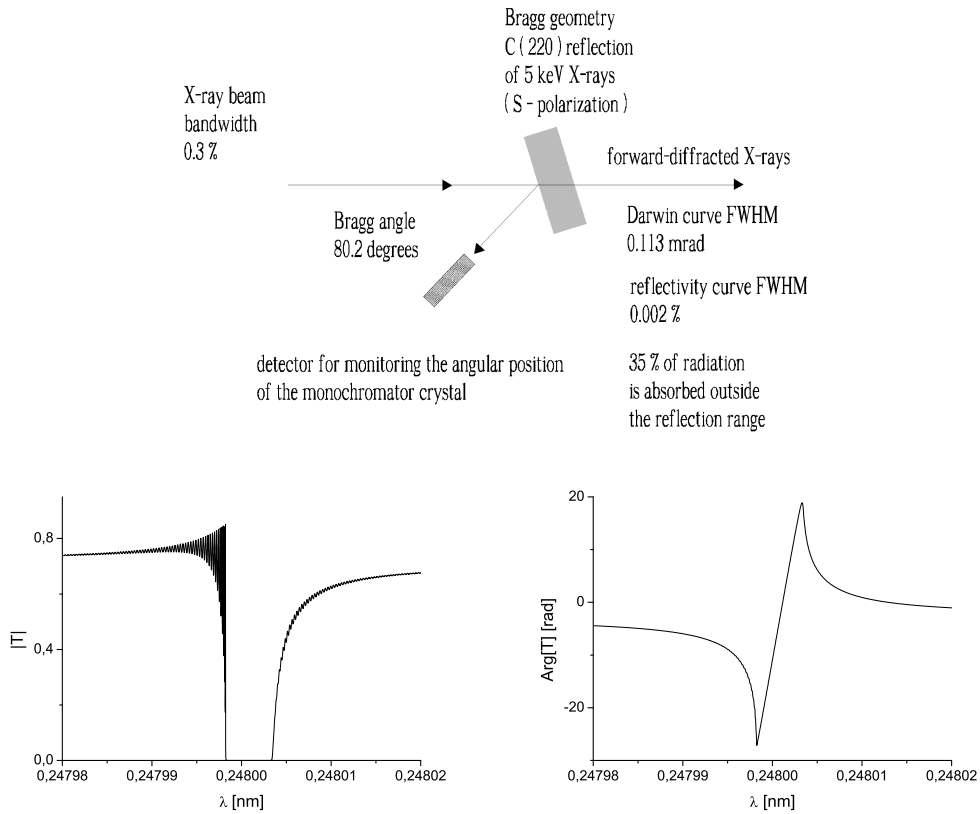 Bragg geometry
C ( 220 ) reflection
of 5 keV X-rays
( S - polarization )
X-ray beam
bandwidth
0.3 %
forward-diffracted X-rays
Bragg angle
80.2 degrees
Darwin curve FWHM
0.113 mrad
reflectivity curve FWHM
0.002 %
detector for monitoring the angular position
of the monochromator crystal
35 % of radiation
is absorbed outside
the reflection range
|T|
0,8
0,4
0,0
0,24798
0,24799
0,24800
0,24801
0,24802
λ [nm]
Arg[T] [rad]
20
0
-20
0,24798
0,24799
0,24800
0,24801
0,24802
λ [nm]